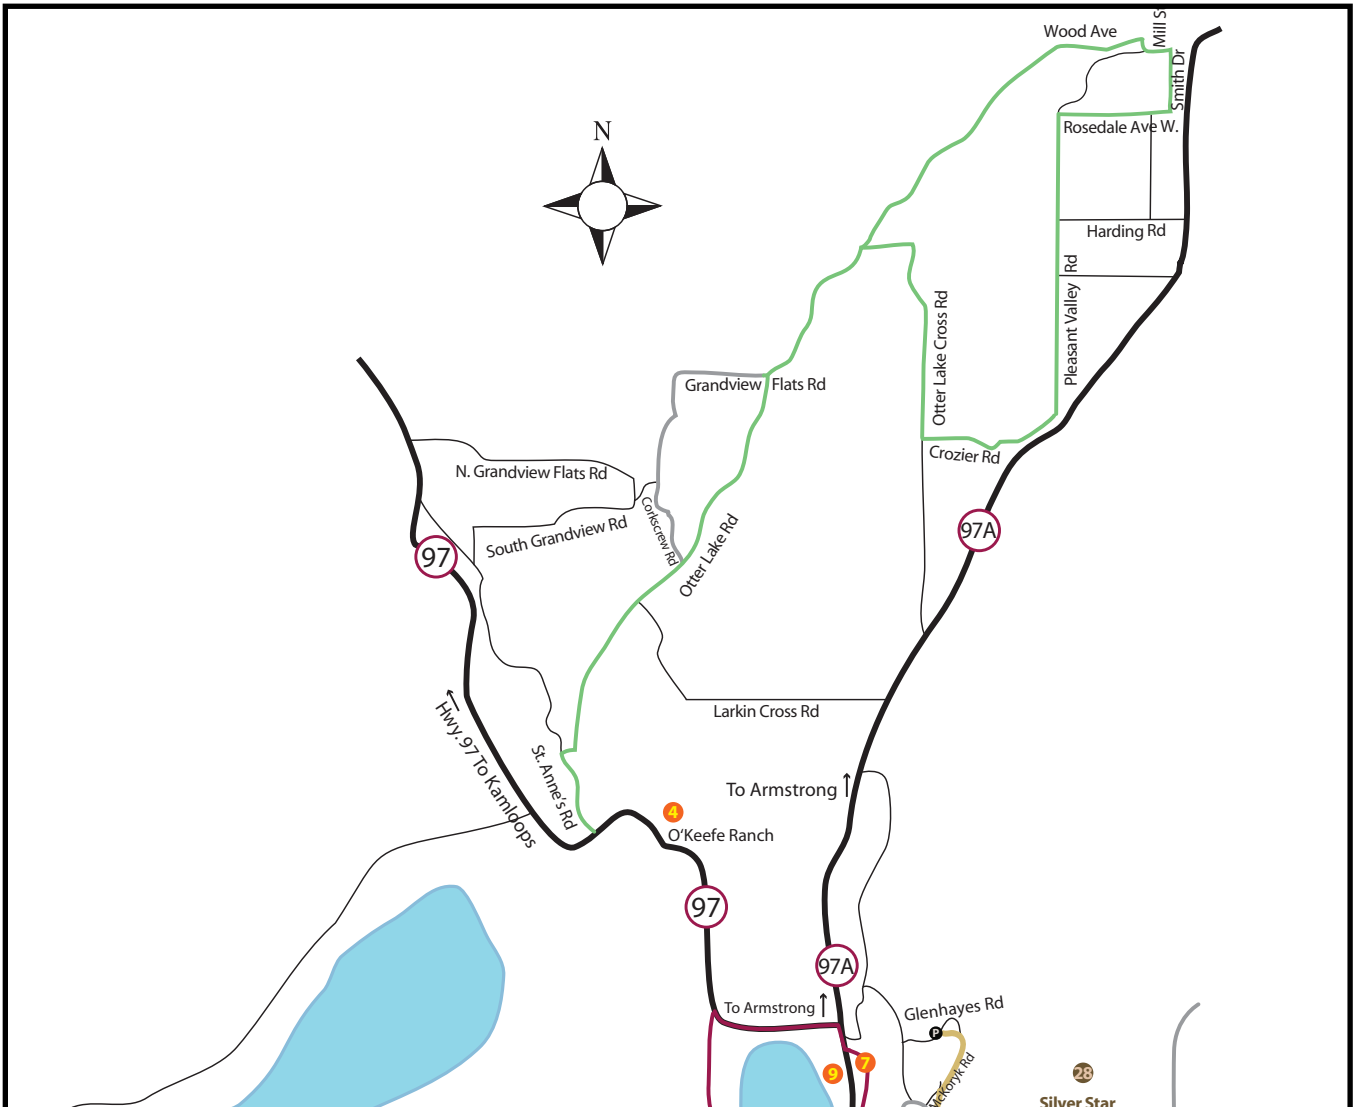 Wood Ave
Mill S
Smith Dr
Rosedale Ave W.
N
Harding Rd
Pleasant Valley Rd
Otter Lake Cross Rd
Grandview Flats Rd
Crozier Rd
N. Grandview Flats Rd
Corkscrew Rd
South Grandview Rd
Otter Lake Rd
97A
97
Larkin Cross Rd
Hwy. 97 To Kamloops
St. Anne's Rd
To Armstrong
4
O'Keefe Ranch
97
97A
To Armstrong
Glenhayes Rd
P
7
9
McKoryk Rd
28
Silver Star